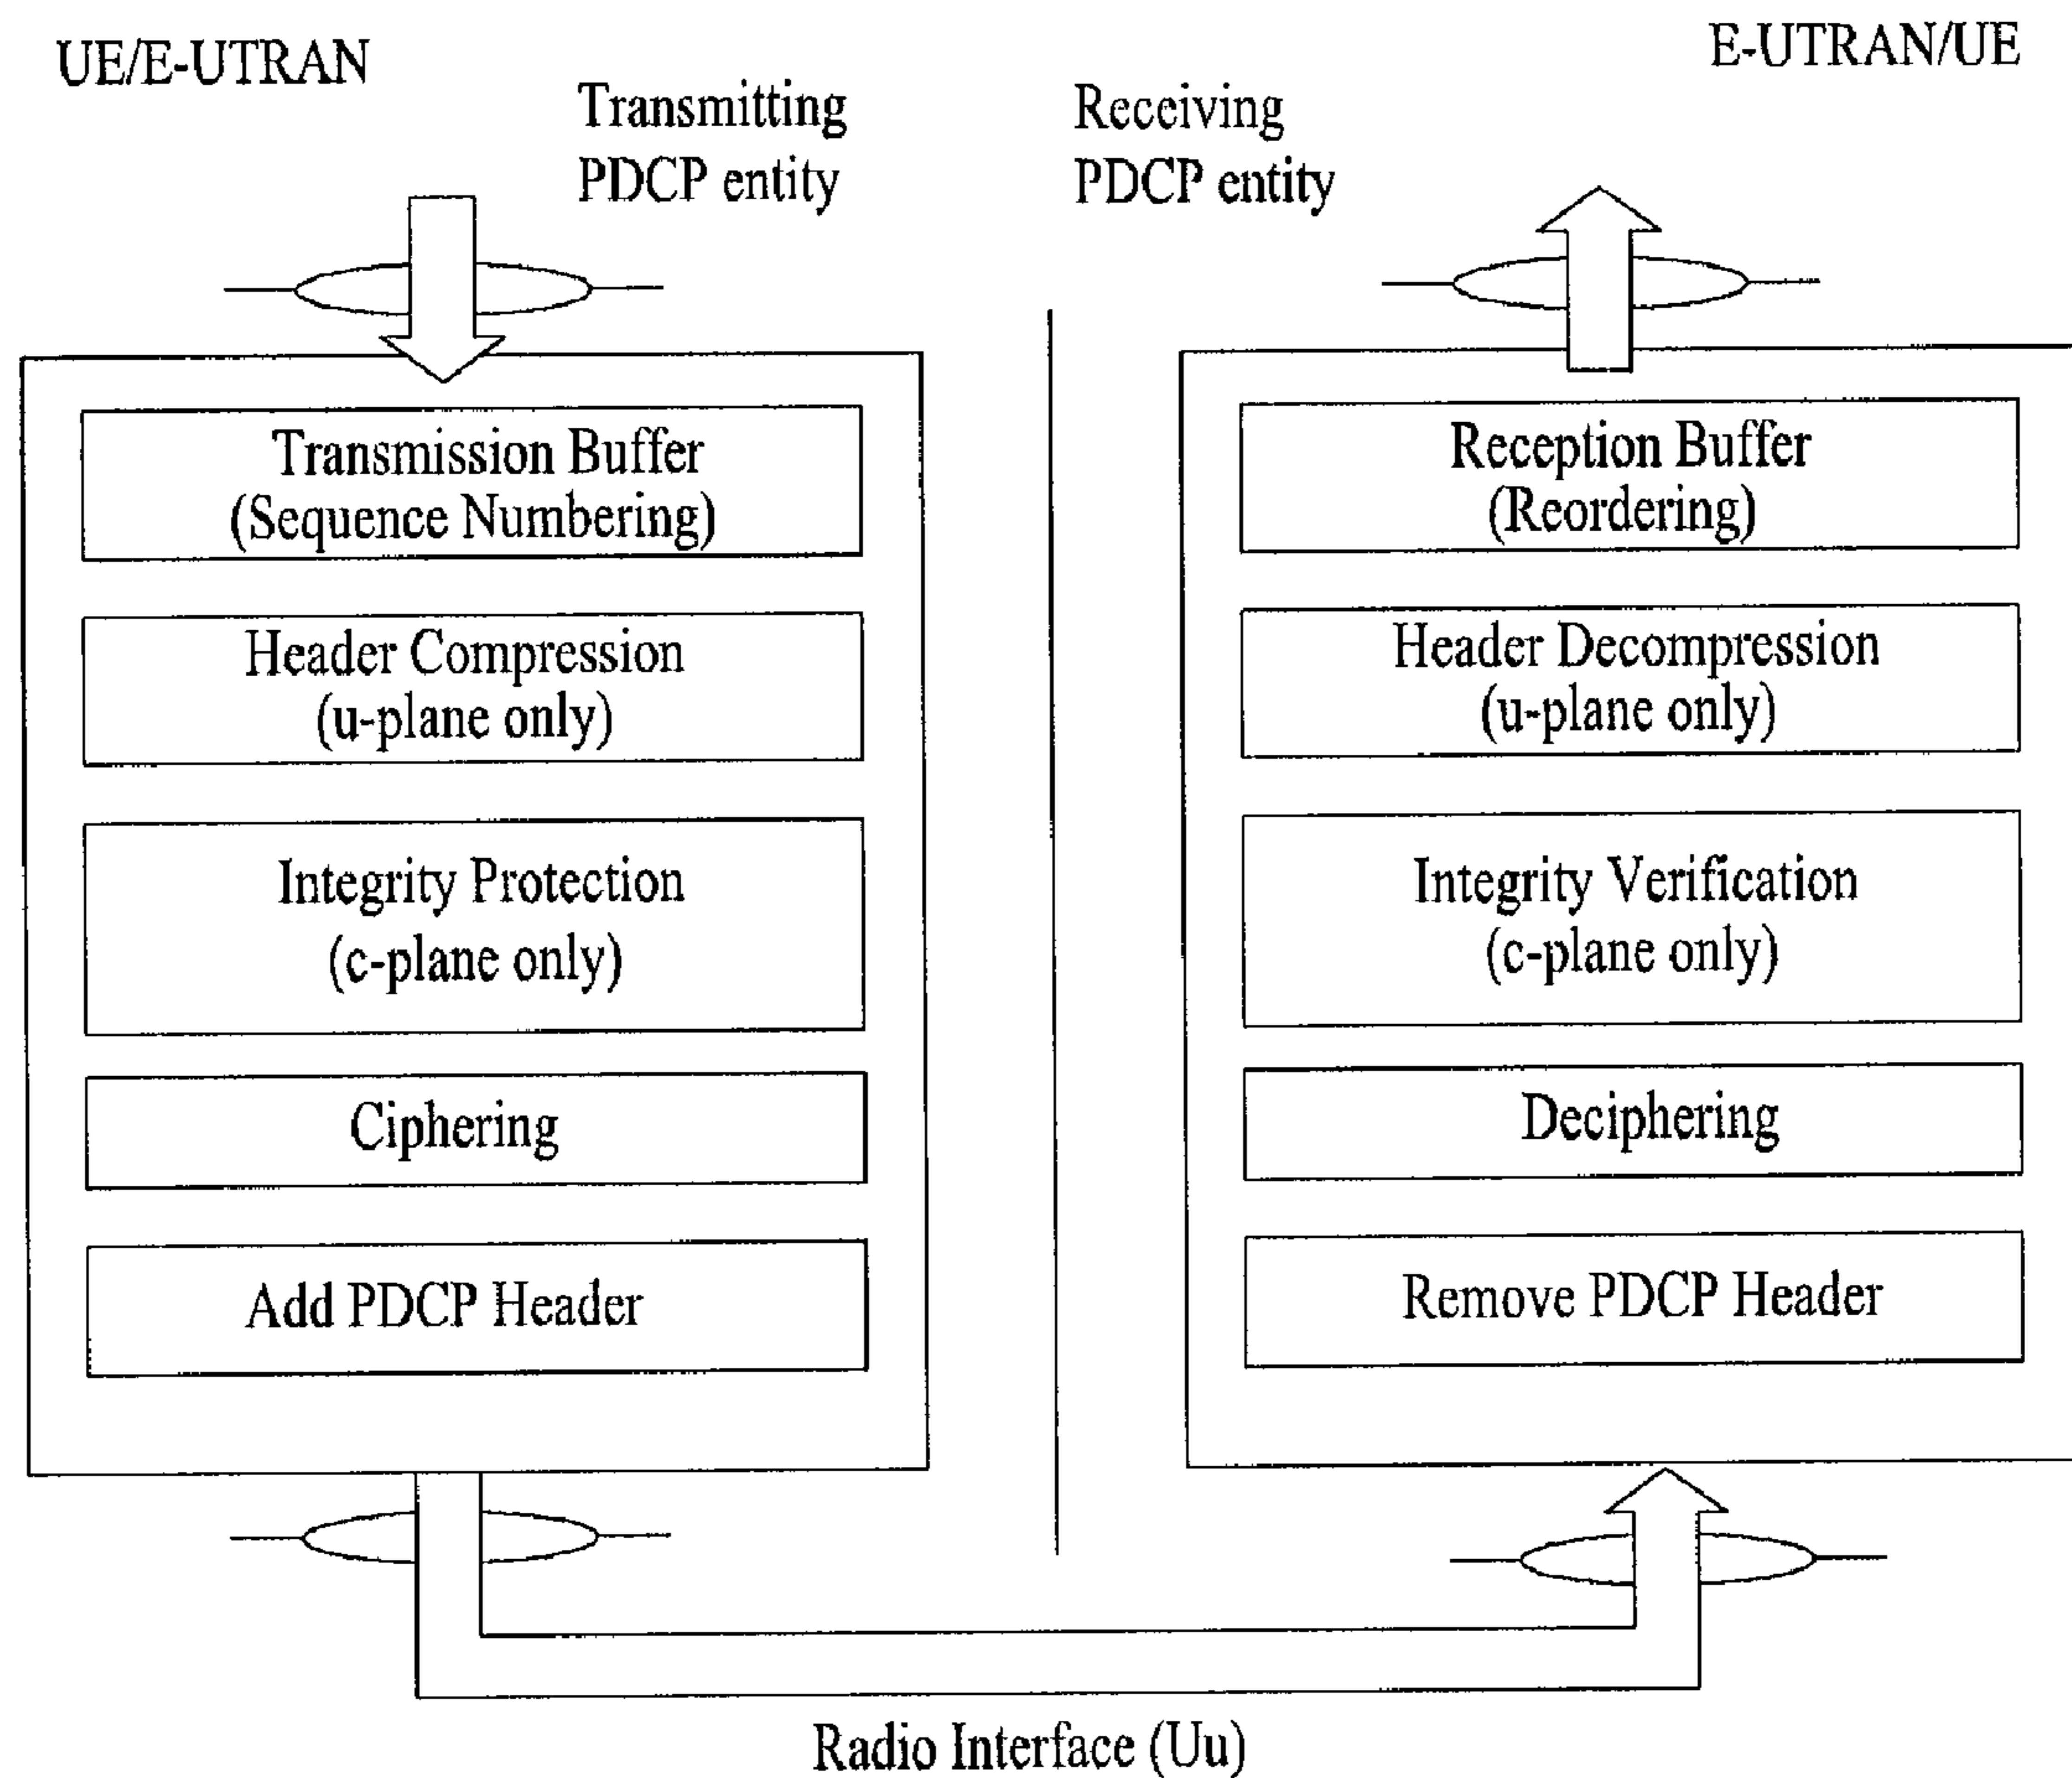 UE/E-UTRAN
Transmitting
PDCP entity
Receiving
PDCP entity
E-UTRAN/UE
Transmission Buffer
(Sequence Numbering)
Header Compression
(u-plane only)
Integrity Protection
(c-plane only)
Ciphering
Add PDCP Header
Reception Buffer
(Reordering)
Header Decompression
(u-plane only)
Integrity Verification
(c-plane only)
Deciphering
Remove PDCP Header
Radio Interface (Uu)